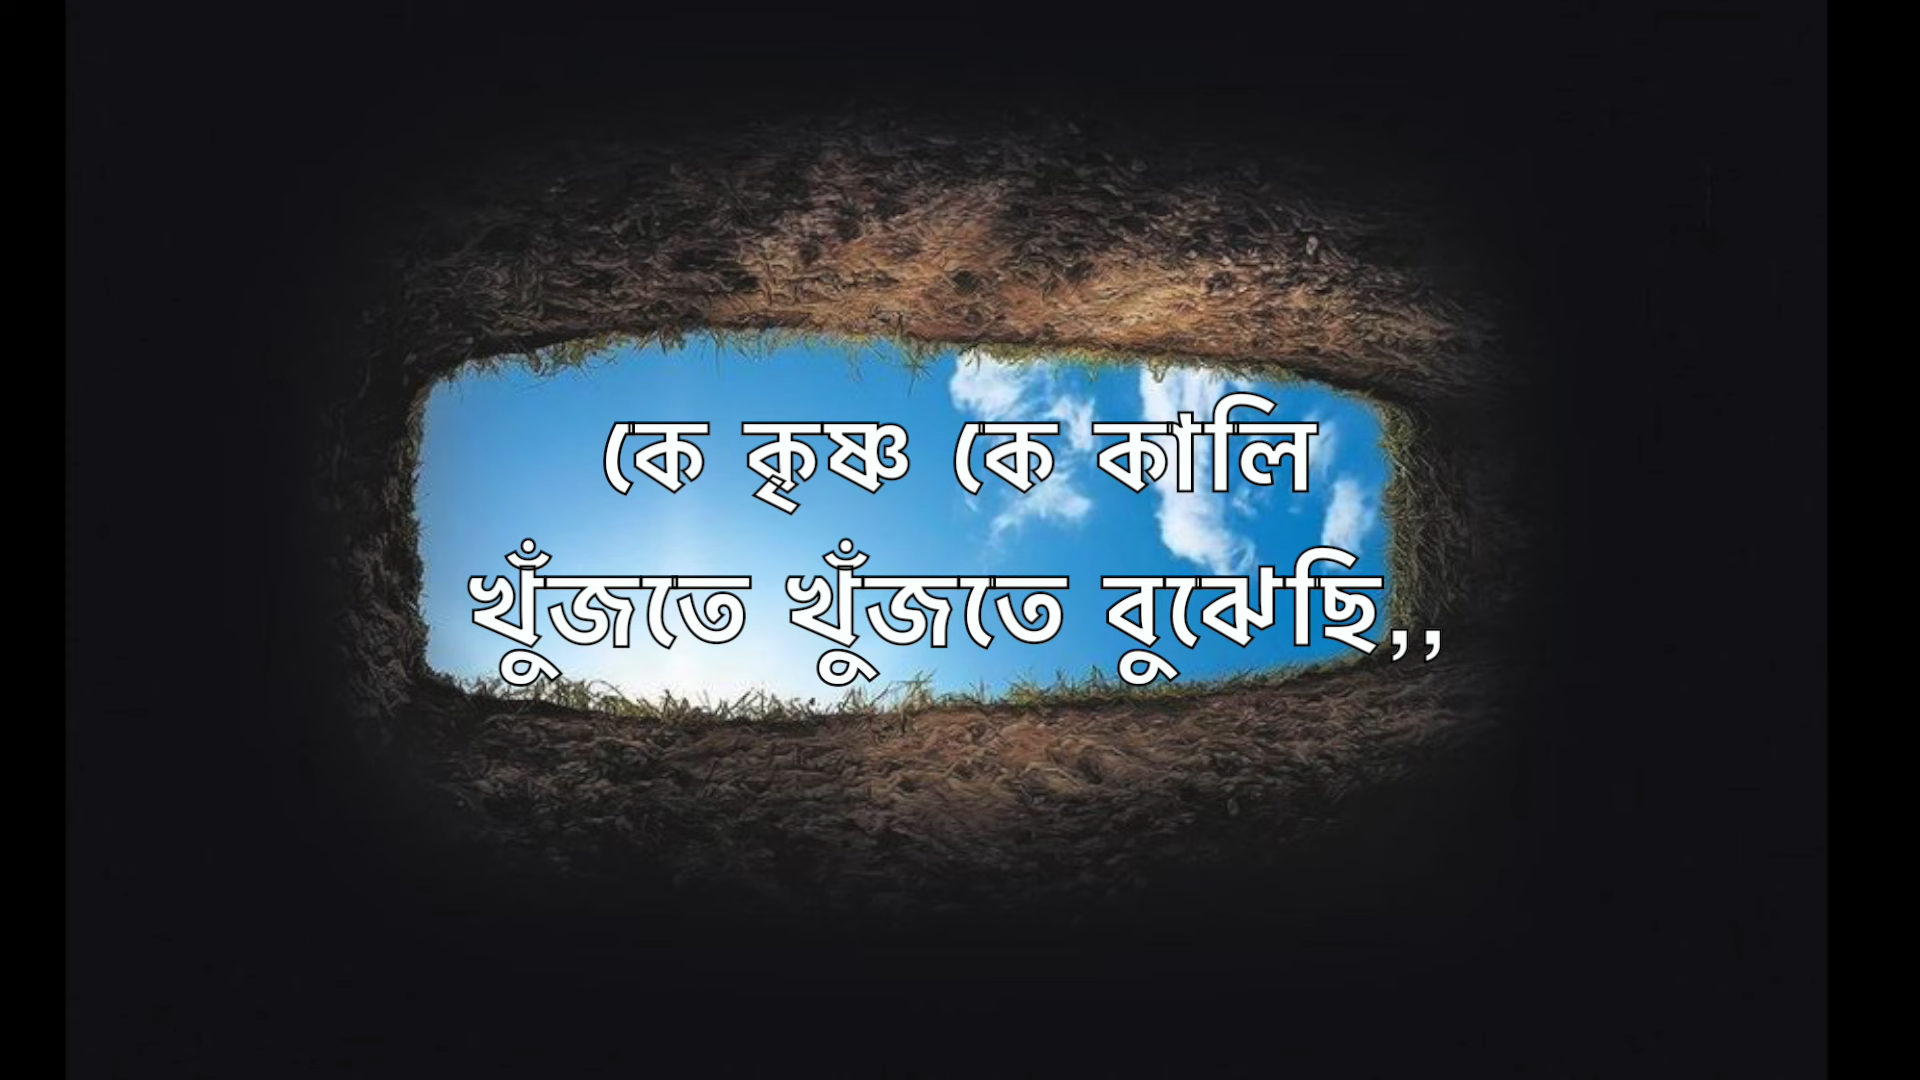 কে কৃষ্ণ কে কালি
খুঁজতে খুঁজতে বুঝেছি,,